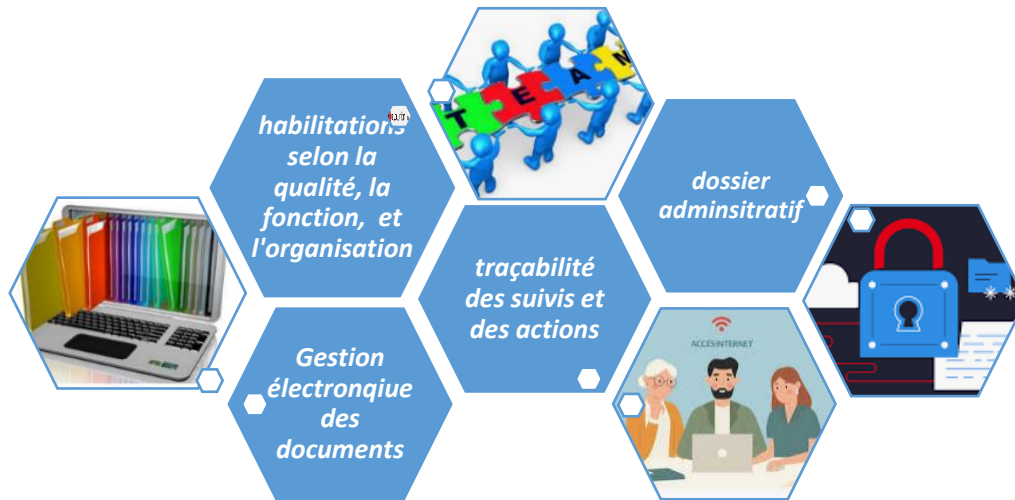 habilitations
selon la
qualité, la
fonction, et
l'organisation
T E A M
dossier
adminsitratif
traçabilité
des suivis et
des actions
Gestion
électronqiue
des
documents
ACCÈS INTERNET